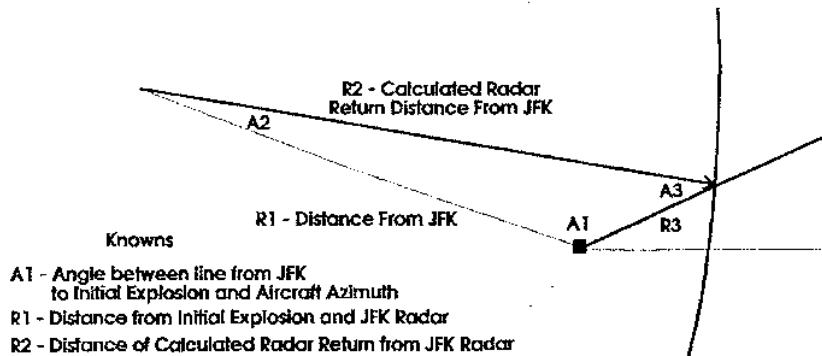 R2 - Calculated Radar
Return Distance From JFK
A2
A3
R1 - Distance From JFK
A1
R3
Knowns
A1 - Angle between line from JFK
to Initial Explosion and Aircraft Azimuth
R1 - Distance from Initial Explosion and JFK Radar
R2 - Distance of Calculated Radar Return from JFK Radar